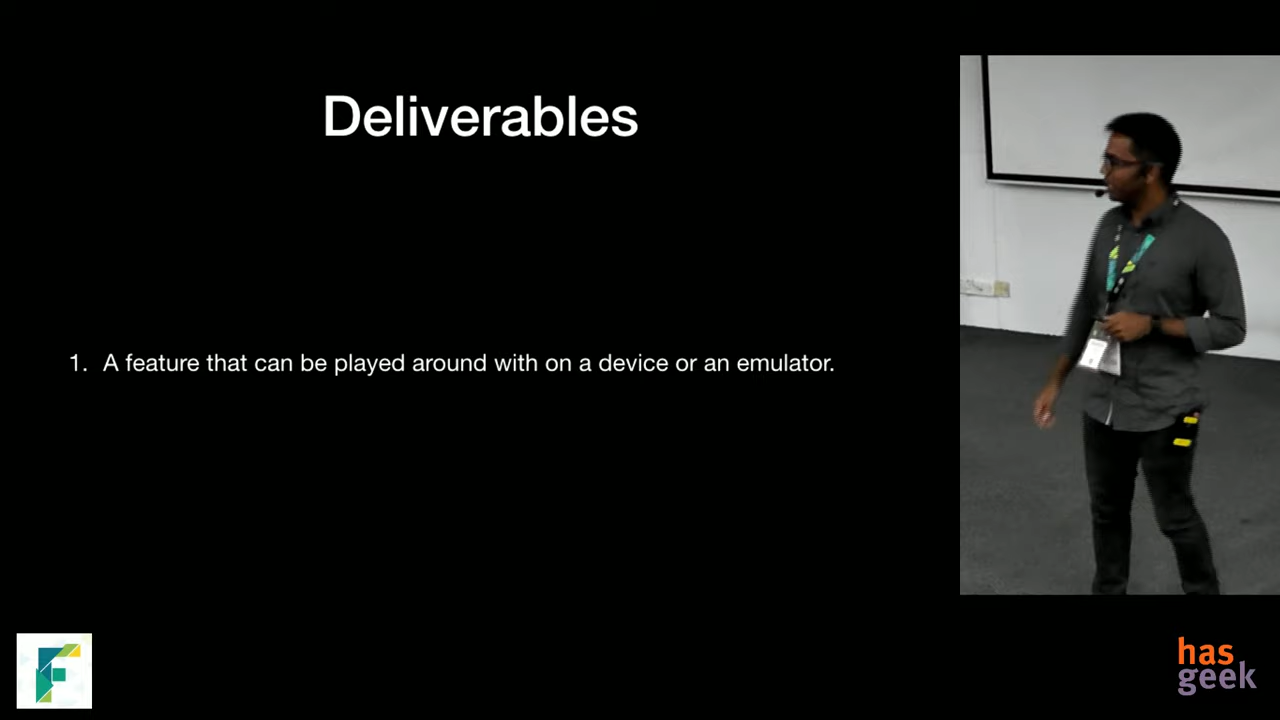 Deliverables
1. A feature that can be played around with on a device or an emulator.
F
has
geek